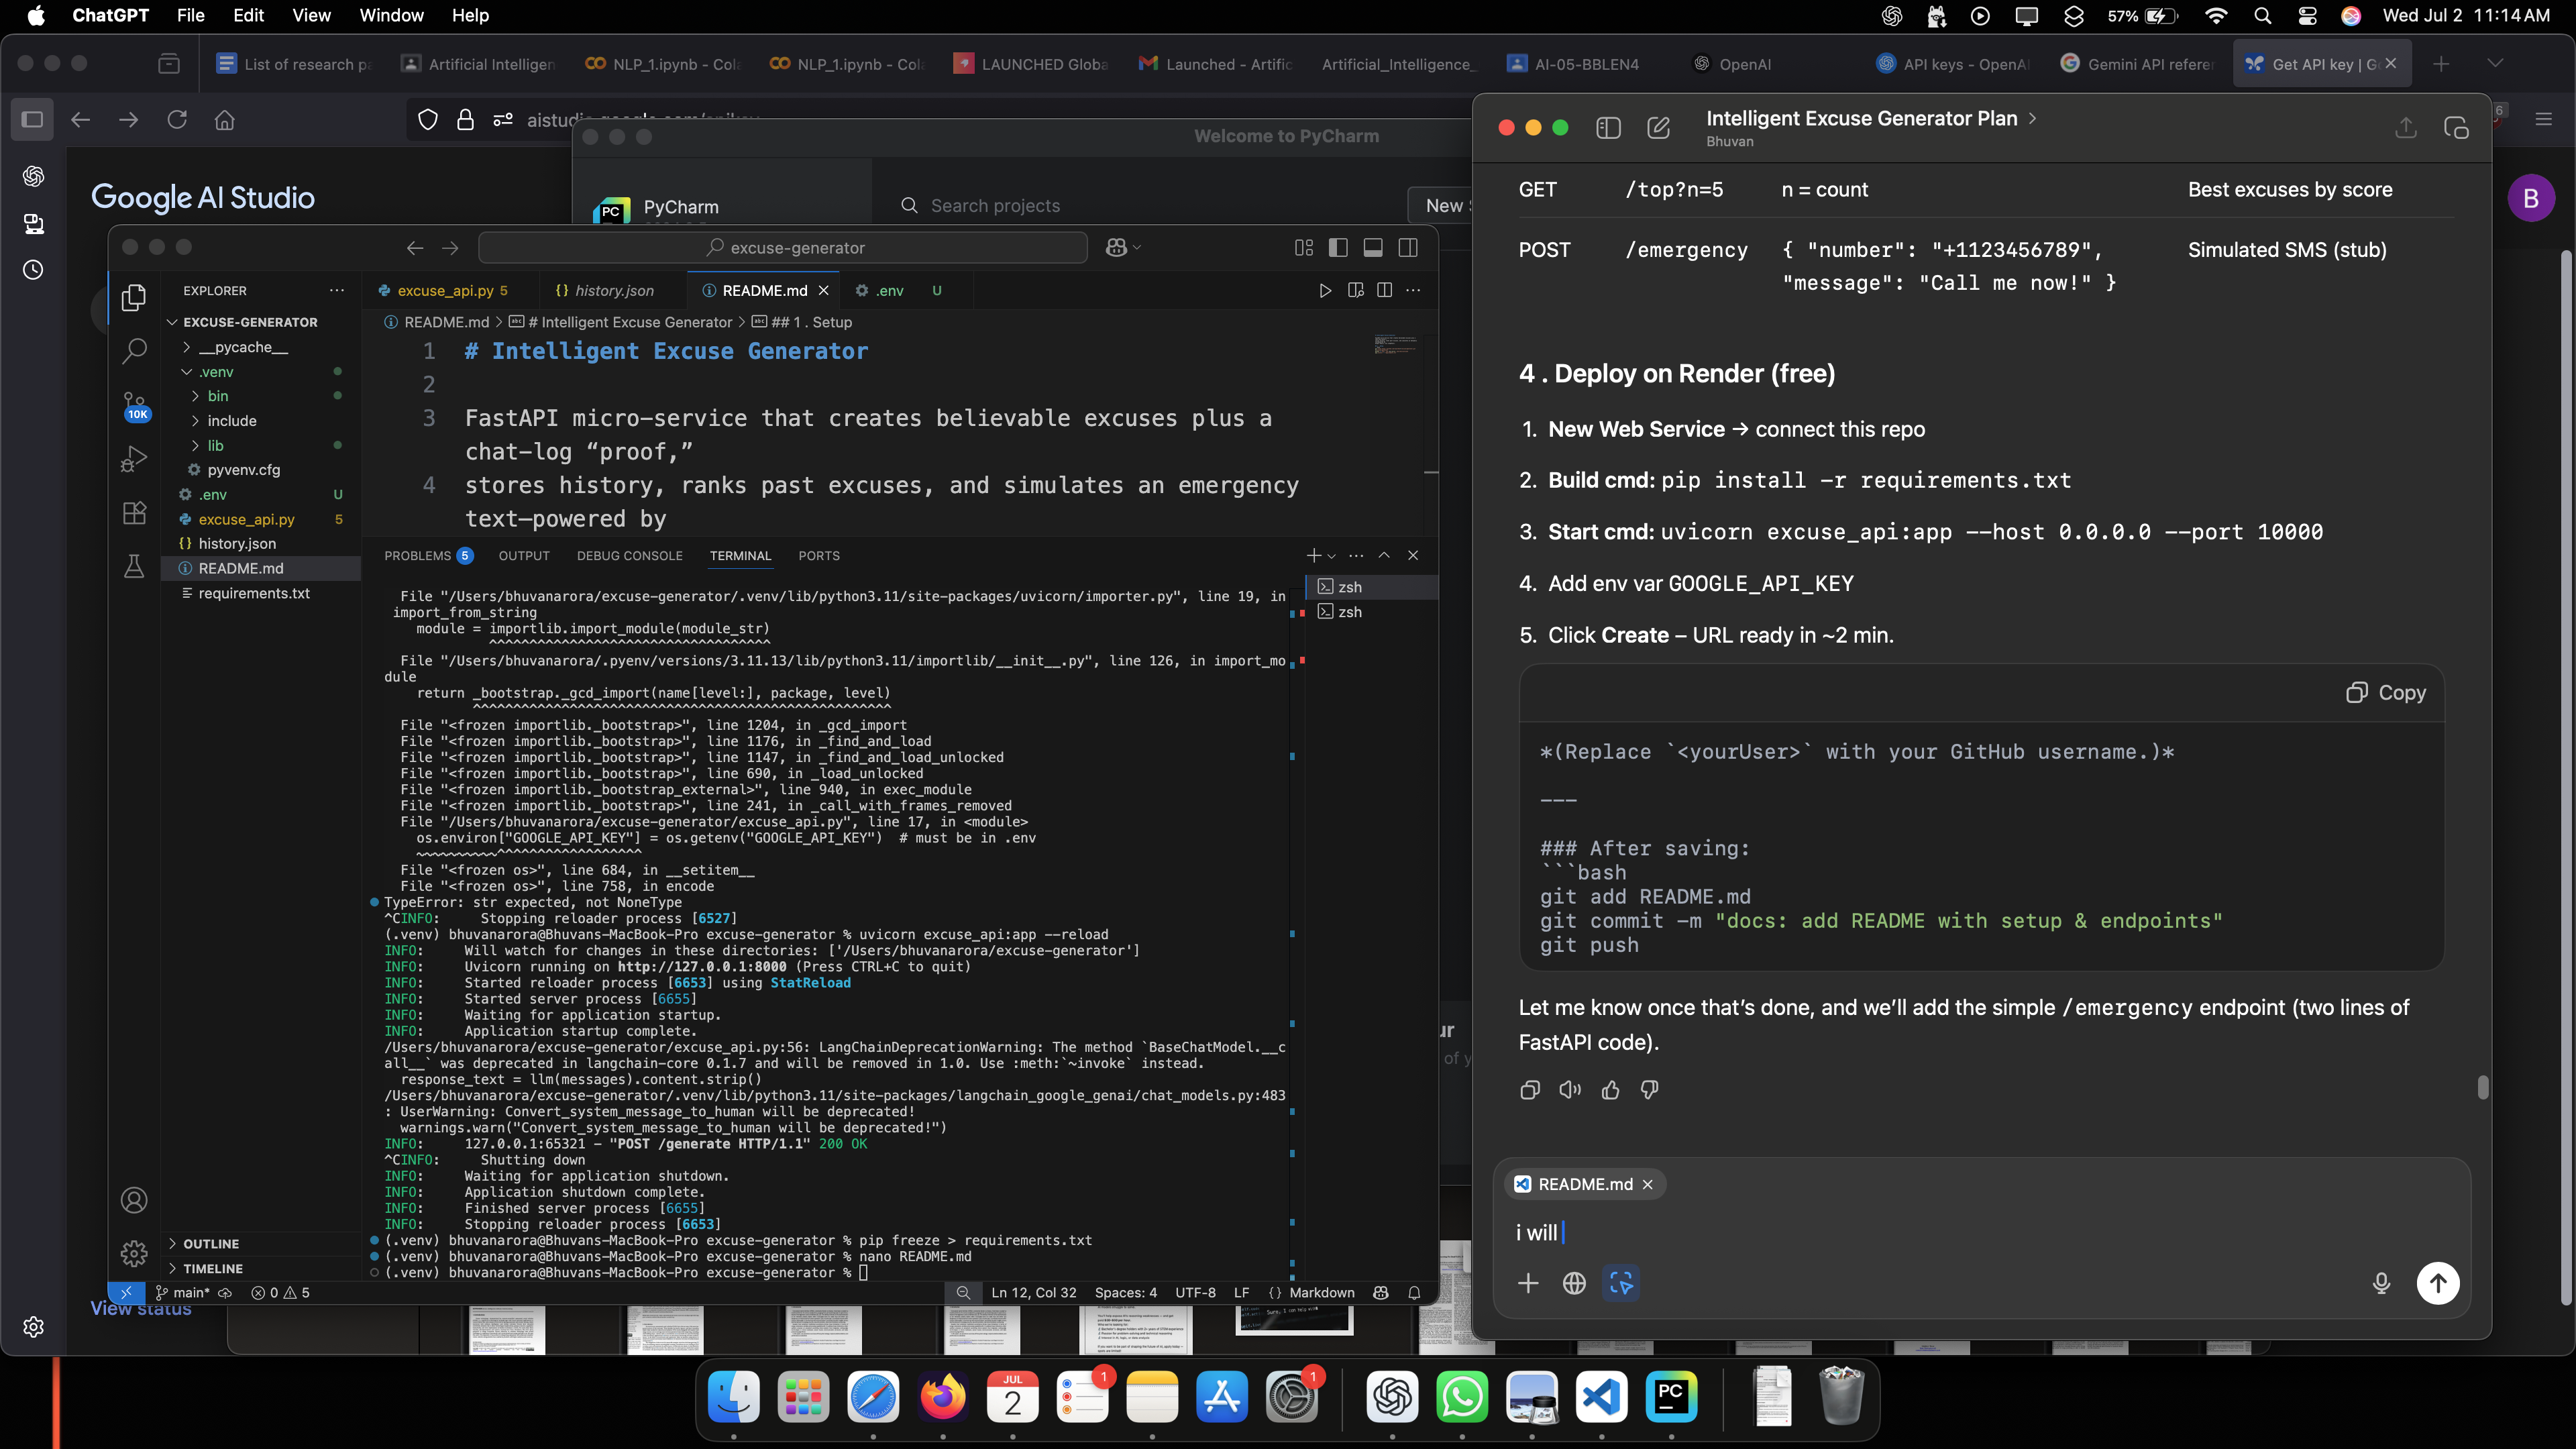 ChatGPT File Edit View Window Help
57% Wed Jul 2 11:14 AM
List of research pa
Artificial Intelligen
NLP_1.ipynb - Cola
NLP_1.ipynb - Cola
LAUNCHED Globa
Launched - Artific
Artificial_Intelligence_
AI-05-BBLEN4
OpenAI
API keys - OpenAI
Gemini API referen
Get API key | G
Google AI Studio
Welcome to PyCharm
PC PyCharm
Search projects
New
B
View status
excuse-generator
EXPLORER
excuse_api.py 5
history.json
README.md
.env U
README.md > # Intelligent Excuse Generator > ## 1 . Setup
EXCUSE-GENERATOR
__pycache__
.venv
bin
include
lib
pyvenv.cfg
.env U
excuse_api.py 5
history.json
README.md
requirements.txt
OUTLINE
TIMELINE
10K
1 # Intelligent Excuse Generator
2
3 FastAPI micro-service that creates believable excuses plus a
chat-log “proof,”
4 stores history, ranks past excuses, and simulates an emergency
text—powered by
PROBLEMS 5 OUTPUT DEBUG CONSOLE TERMINAL PORTS
zsh
zsh
File "/Users/bhuvanarora/excuse-generator/.venv/lib/python3.11/site-packages/uvicorn/importer.py", line 19, in
import_from_string
module = importlib.import_module(module_str)
^^^^^^^^^^^^^^^^^^^^^^^^^^^^^^^^^^^
File "/Users/bhuvanarora/.pyenv/versions/3.11.13/lib/python3.11/importlib/__init__.py", line 126, in import_mo
dule
return _bootstrap._gcd_import(name[level:], package, level)
^^^^^^^^^^^^^^^^^^^^^^^^^^^^^^^^^^^^^^^^^^^^^^^^^^^^
File "<frozen importlib._bootstrap>", line 1204, in _gcd_import
File "<frozen importlib._bootstrap>", line 1176, in _find_and_load
File "<frozen importlib._bootstrap>", line 1147, in _find_and_load_unlocked
File "<frozen importlib._bootstrap>", line 690, in _load_unlocked
File "<frozen importlib._bootstrap_external>", line 940, in exec_module
File "<frozen importlib._bootstrap>", line 241, in _call_with_frames_removed
File "/Users/bhuvanarora/excuse-generator/excuse_api.py", line 17, in <module>
os.environ["GOOGLE_API_KEY"] = os.getenv("GOOGLE_API_KEY") # must be in .env
~~~~~~~~~~^^^^^^^^^^^^^^^^^^
File "<frozen os>", line 684, in __setitem__
File "<frozen os>", line 758, in encode
TypeError: str expected, not NoneType
^CINFO: Stopping reloader process [6527]
(.venv) bhuvanarora@Bhuvans-MacBook-Pro excuse-generator % uvicorn excuse_api:app --reload
INFO: Will watch for changes in these directories: ['/Users/bhuvanarora/excuse-generator']
INFO: Uvicorn running on http://127.0.0.1:8000 (Press CTRL+C to quit)
INFO: Started reloader process [6653] using StatReload
INFO: Started server process [6655]
INFO: Waiting for application startup.
INFO: Application startup complete.
/Users/bhuvanarora/excuse-generator/excuse_api.py:56: LangChainDeprecationWarning: The method `BaseChatModel.__c
all__` was deprecated in langchain-core 0.1.7 and will be removed in 1.0. Use :meth:`~invoke` instead.
response_text = llm(messages).content.strip()
/Users/bhuvanarora/excuse-generator/.venv/lib/python3.11/site-packages/langchain_google_genai/chat_models.py:483
: UserWarning: Convert_system_message_to_human will be deprecated!
warnings.warn("Convert_system_message_to_human will be deprecated!")
INFO: 127.0.0.1:65321 - "POST /generate HTTP/1.1" 200 OK
^CINFO: Shutting down
INFO: Waiting for application shutdown.
INFO: Application shutdown complete.
INFO: Finished server process [6655]
INFO: Stopping reloader process [6653]
(.venv) bhuvanarora@Bhuvans-MacBook-Pro excuse-generator % pip freeze > requirements.txt
(.venv) bhuvanarora@Bhuvans-MacBook-Pro excuse-generator % nano README.md
(.venv) bhuvanarora@Bhuvans-MacBook-Pro excuse-generator %
main* 0 5
Ln 12, Col 32 Spaces: 4 UTF-8 LF {} Markdown
Intelligent Excuse Generator Plan >
Bhuvan
GET /top?n=5 n = count Best excuses by score
POST /emergency { "number": "+1123456789", Simulated SMS (stub)
"message": "Call me now!" }
4 . Deploy on Render (free)
1. New Web Service → connect this repo
2. Build cmd: pip install -r requirements.txt
3. Start cmd: uvicorn excuse_api:app --host 0.0.0.0 --port 10000
4. Add env var GOOGLE_API_KEY
5. Click Create – URL ready in ~2 min.
Copy
*(Replace `<yourUser>` with your GitHub username.)*
---
### After saving:
```bash
git add README.md
git commit -m "docs: add README with setup & endpoints"
git push
Let me know once that’s done, and we’ll add the simple /emergency endpoint (two lines of
FastAPI code).
README.md
i will
JUL
2
1
1
PC